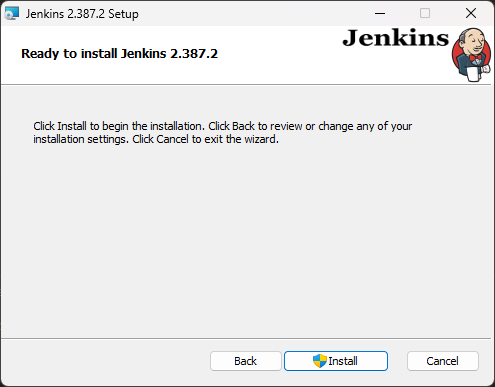 Jenkins 2.387.2 Setup
Jenkins
Ready to install Jenkins 2.387.2
Click Install to begin the installation. Click Back to review or change any of your
installation settings. Click Cancel to exit the wizard.
Back
Install
Cancel